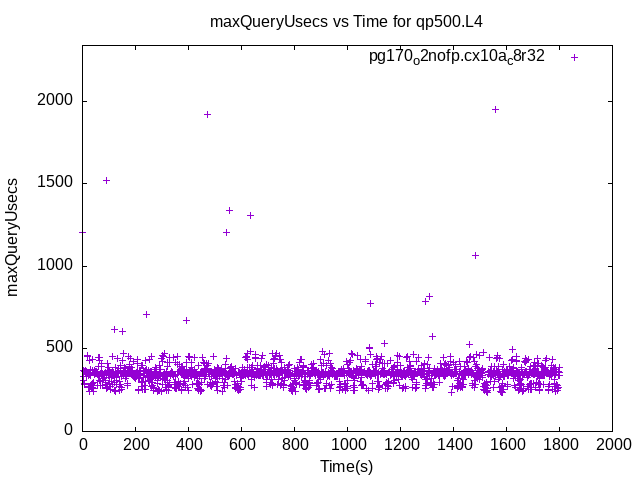 maxQueryUsecs vs Time for qp500.L4
pg170o2nofp.cx10ac8r32
maxQueryUsecs
2000
1500
1000
500
0
0 200 400 600 800 1000 1200 1400 1600 1800 2000
Time(s)